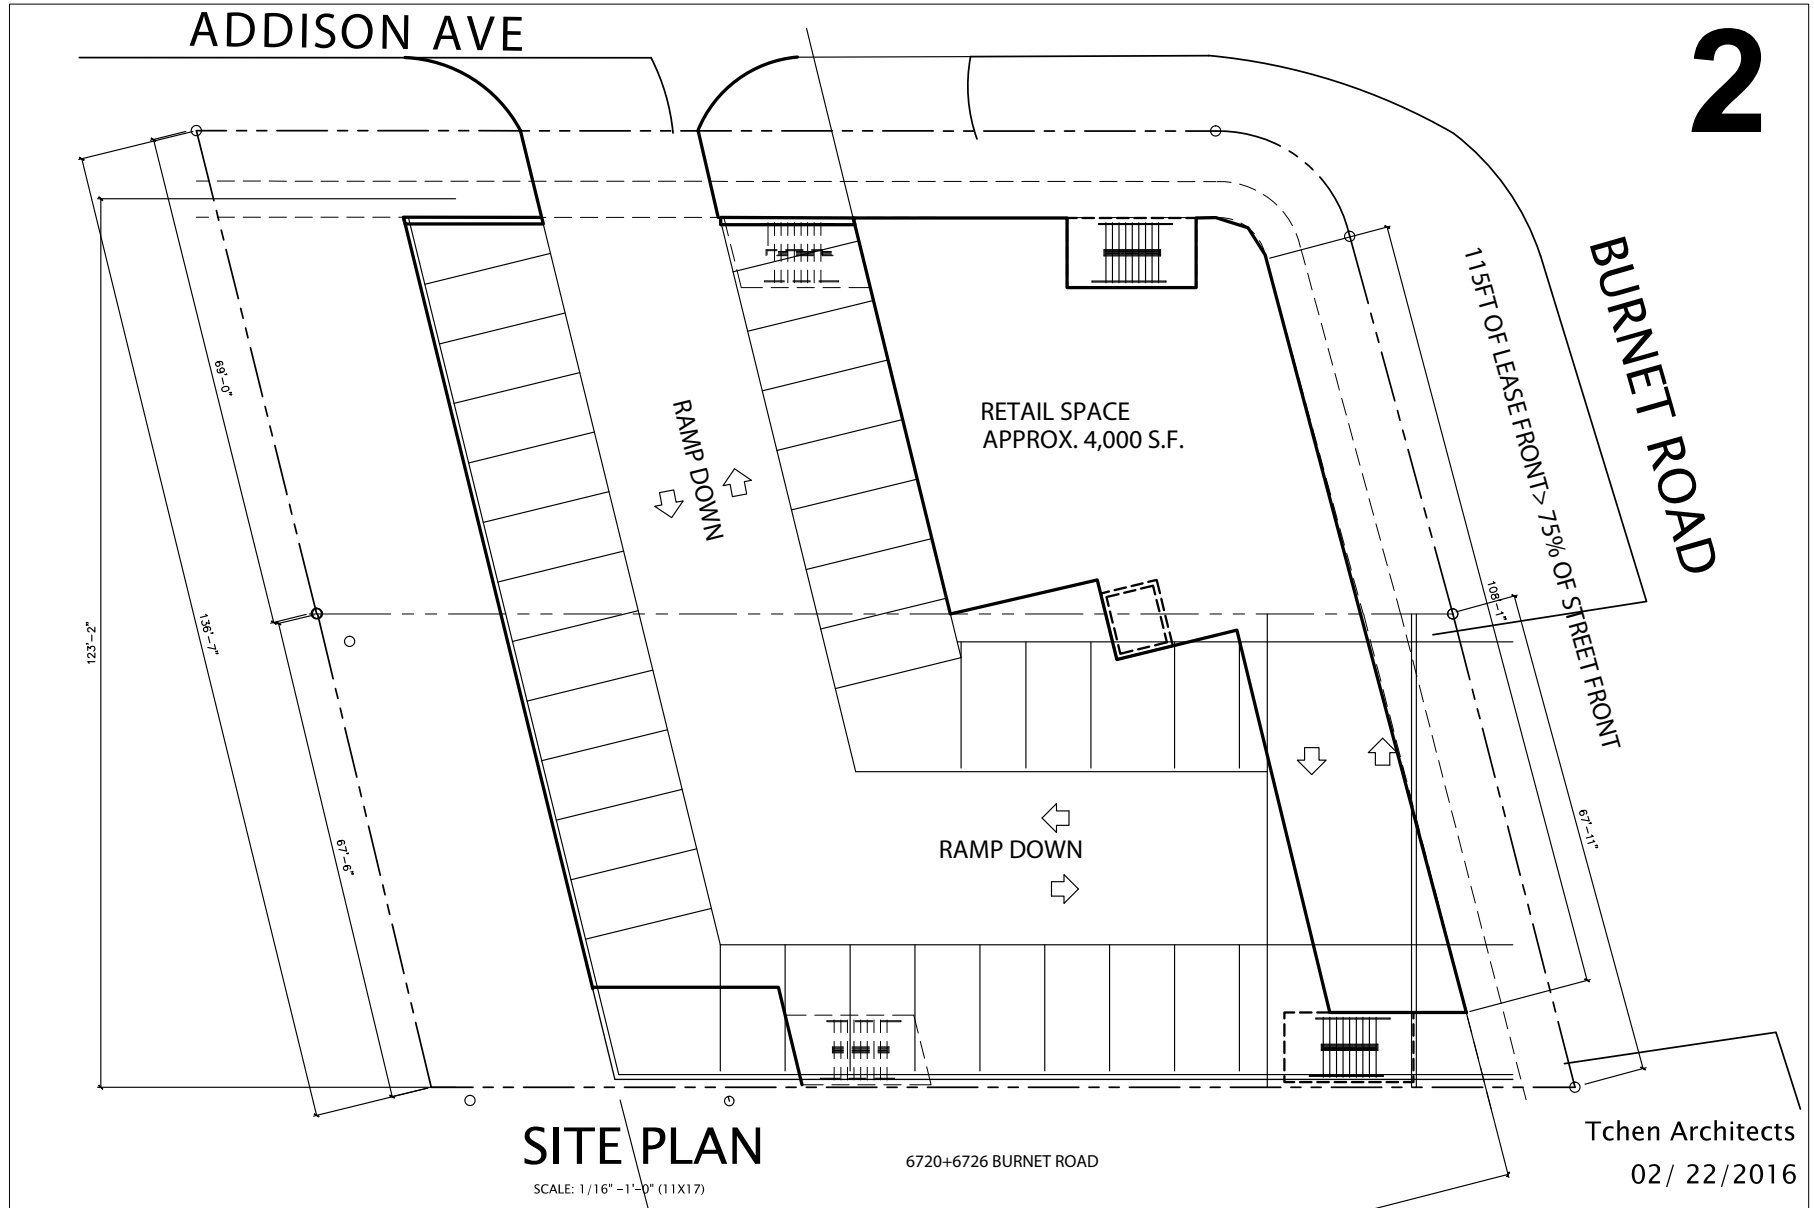 ADDISON AVE
2
BURNET ROAD
115FT OF LEASE FRONT> 75% OF STREET FRONT
69'-0"
RAMP DOWN
RETAIL SPACE
APPROX. 4,000 S.F.
123'-2"
136'-7"
108'-1"
67'-6"
67'-11"
RAMP DOWN
SITE PLAN
SCALE: 1/16" -1'-0" (11X17)
6720+6726 BURNET ROAD
Tchen Architects
02/ 22/2016